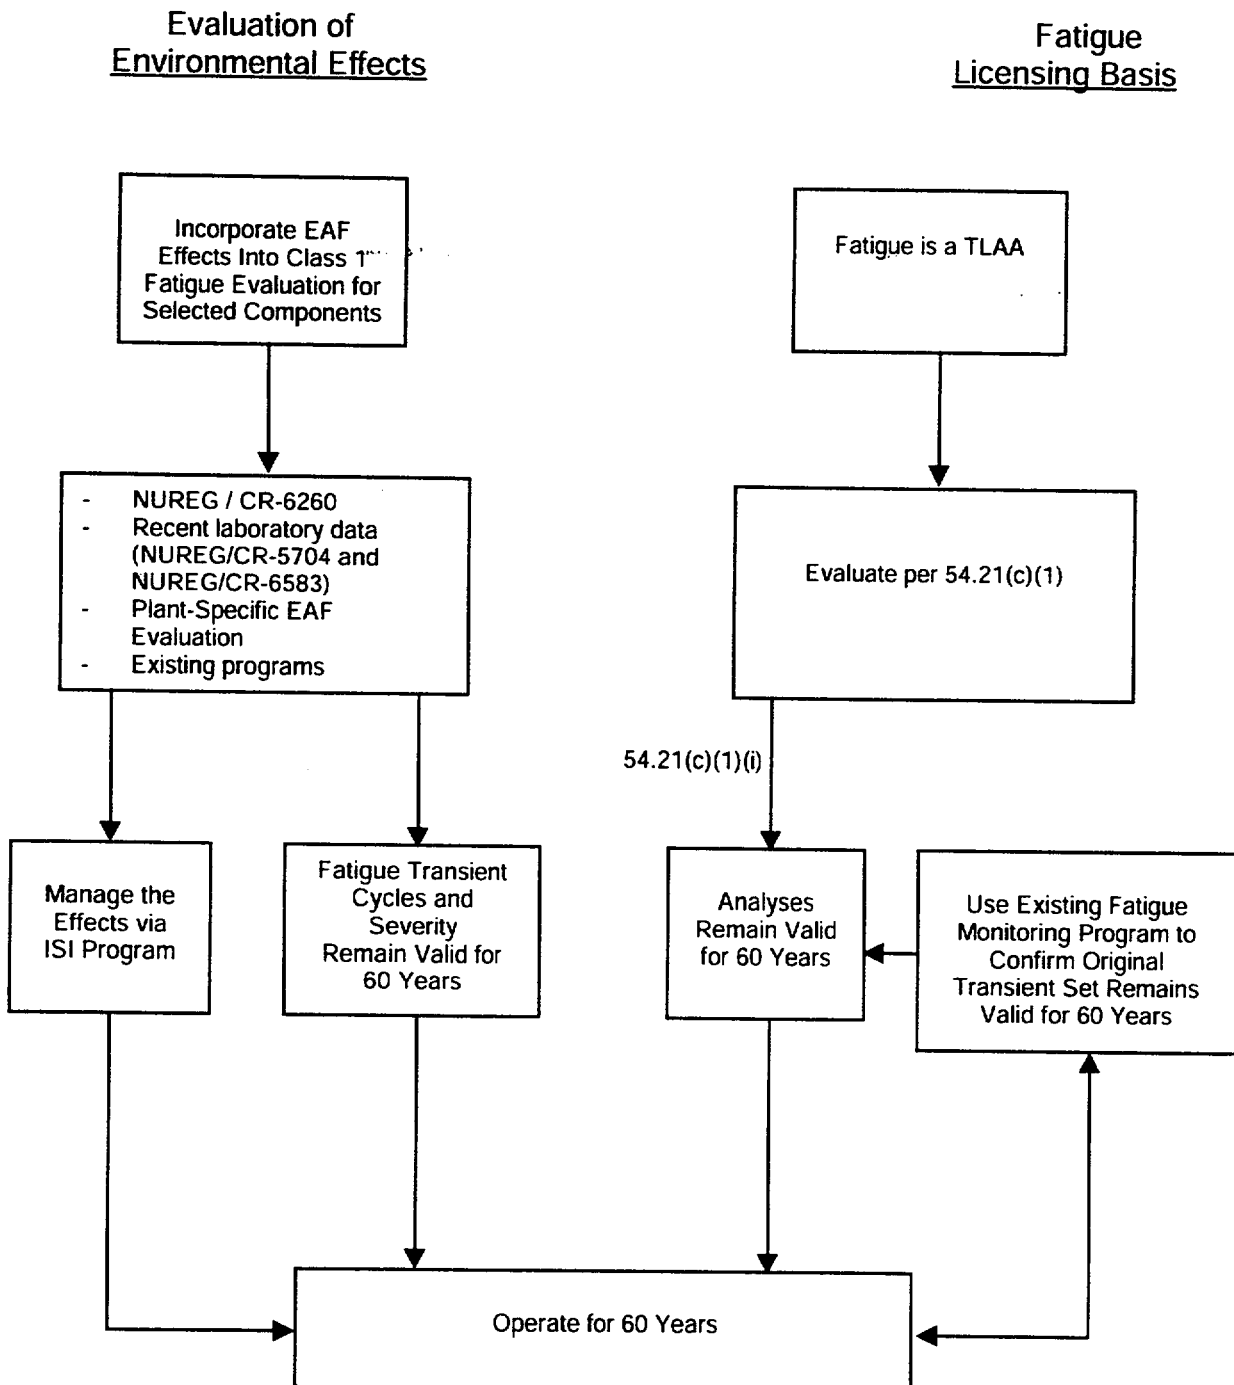 Evaluation of
Environmental Effects
Fatigue
Licensing Basis
Incorporate EAF
Effects Into Class 1
Fatigue Evaluation for
Selected Components
Fatigue is a TLAA
- NUREG / CR-6260
- Recent laboratory data
(NUREG/CR-5704 and
NUREG/CR-6583)
- Plant-Specific EAF
Evaluation
- Existing programs
Evaluate per 54.21(c)(1)
54.21(c)(1)(i)
Manage the
Effects via
ISI Program
Fatigue Transient
Cycles and
Severity
Remain Valid for
60 Years
Analyses
Remain Valid
for 60 Years
Use Existing Fatigue
Monitoring Program to
Confirm Original
Transient Set Remains
Valid for 60 Years
Operate for 60 Years